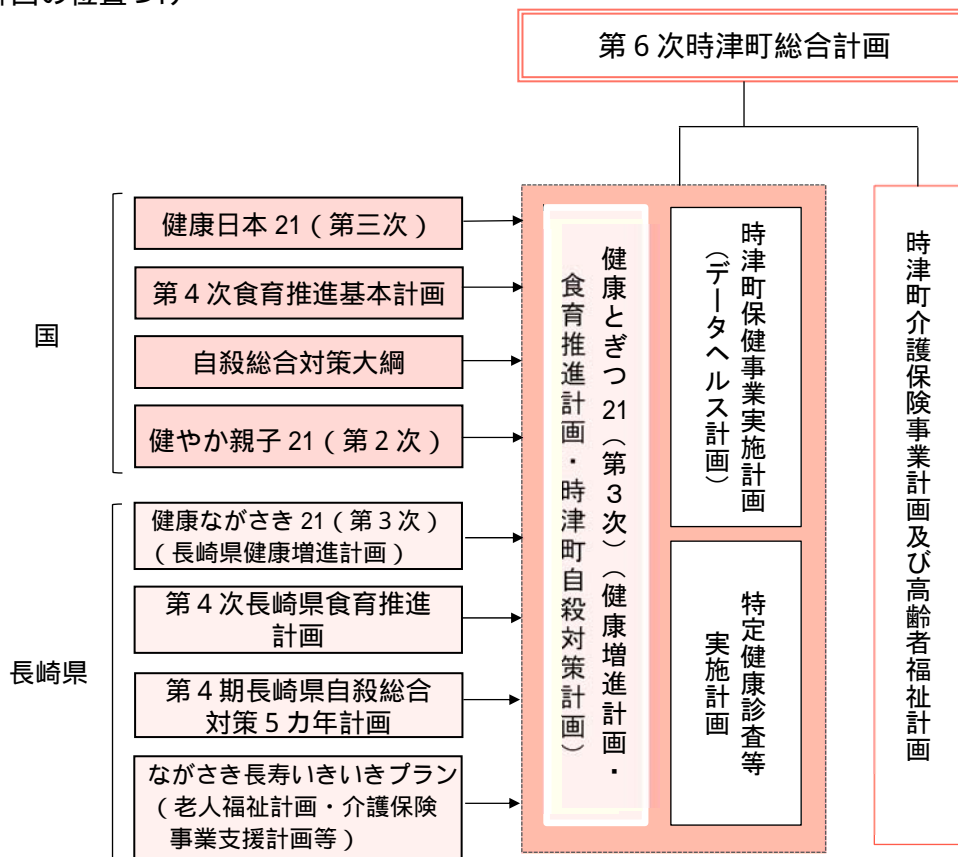 第6次時津町総合計画
国
健康日本 21（第三次）
第4次食育推進基本計画
自殺総合対策大綱
健やか親子 21（第2次）
長崎県
健康ながさき 21（第3次）
（長崎県健康増進計画）
第4次長崎県食育推進
計画
第4期長崎県自殺総合
対策5カ年計画
ながさき長寿いきいきプラン
（老人福祉計画・介護保険
事業支援計画等）
健康とぎつ 21（第3次）（健康増進計画・
食育推進計画・時津町自殺対策計画）
時津町保健事業実施計画
（データヘルス計画）
特定健康診査等
実施計画
時津町介護保険事業計画及び高齢者福祉計画